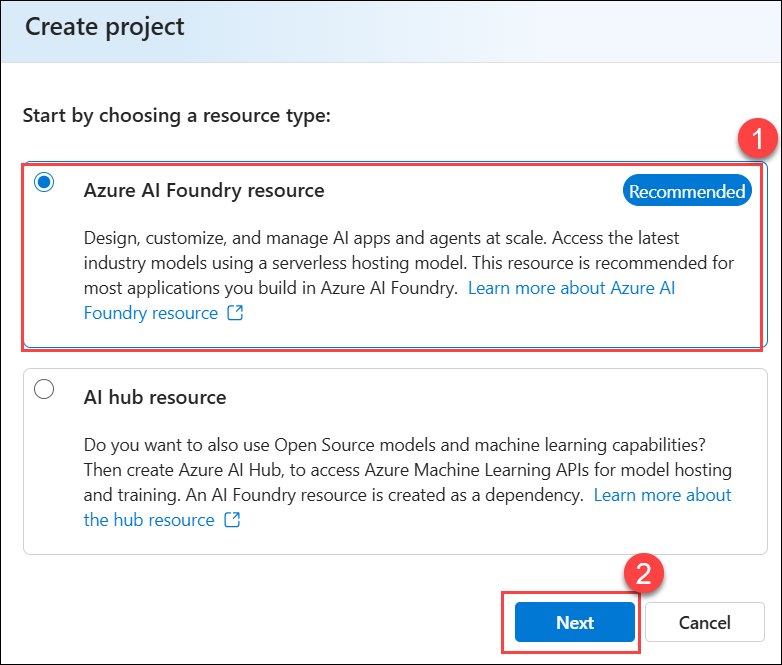 Create project
Start by choosing a resource type:
1
Azure AI Foundry resource
Recommended
Design, customize, and manage AI apps and agents at scale. Access the latest
industry models using a serverless hosting model. This resource is recommended for
most applications you build in Azure AI Foundry. Learn more about Azure AI
Foundry resource
AI hub resource
Do you want to also use Open Source models and machine learning capabilities?
Then create Azure AI Hub, to access Azure Machine Learning APIs for model hosting
and training. An AI Foundry resource is created as a dependency. Learn more about
the hub resource
2
Next
Cancel